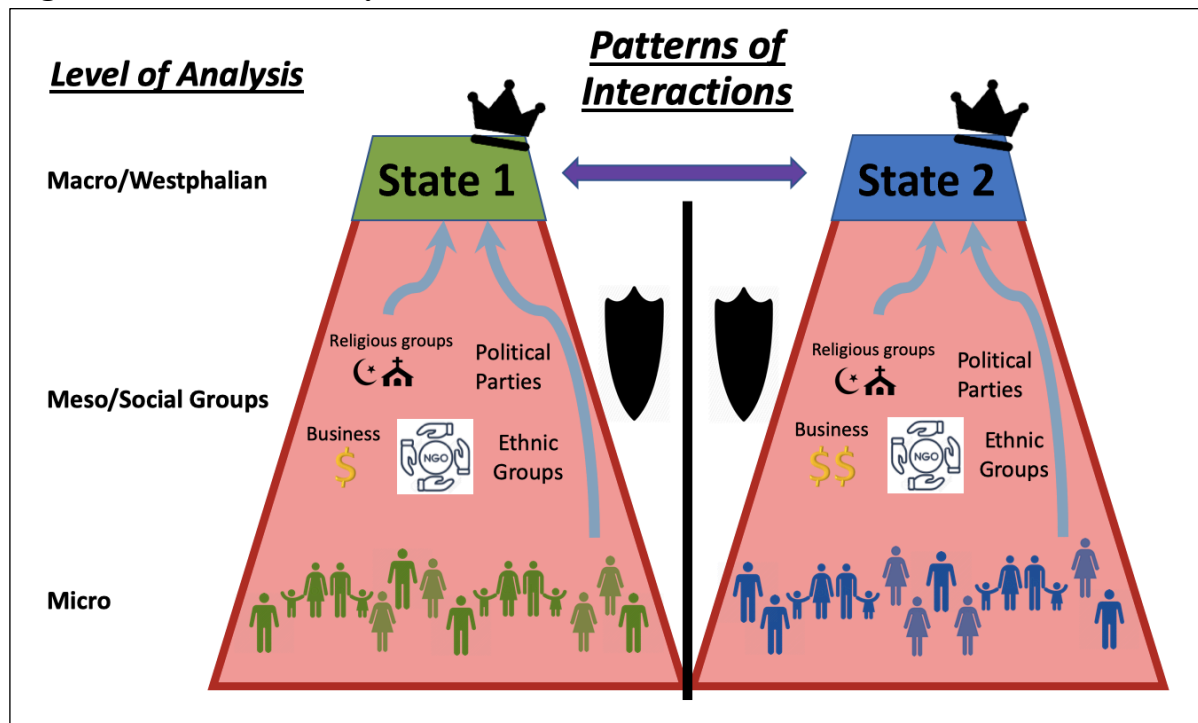 Level of Analysis
Patterns of
Interactions
Macro/Westphalian
State 1
State 2
Religious groups
Political
Parties
Religious groups
Political
Parties
Meso/Social Groups
Business
$
NGO
Ethnic
Groups
Business
$$
NGO
Ethnic
Groups
Micro